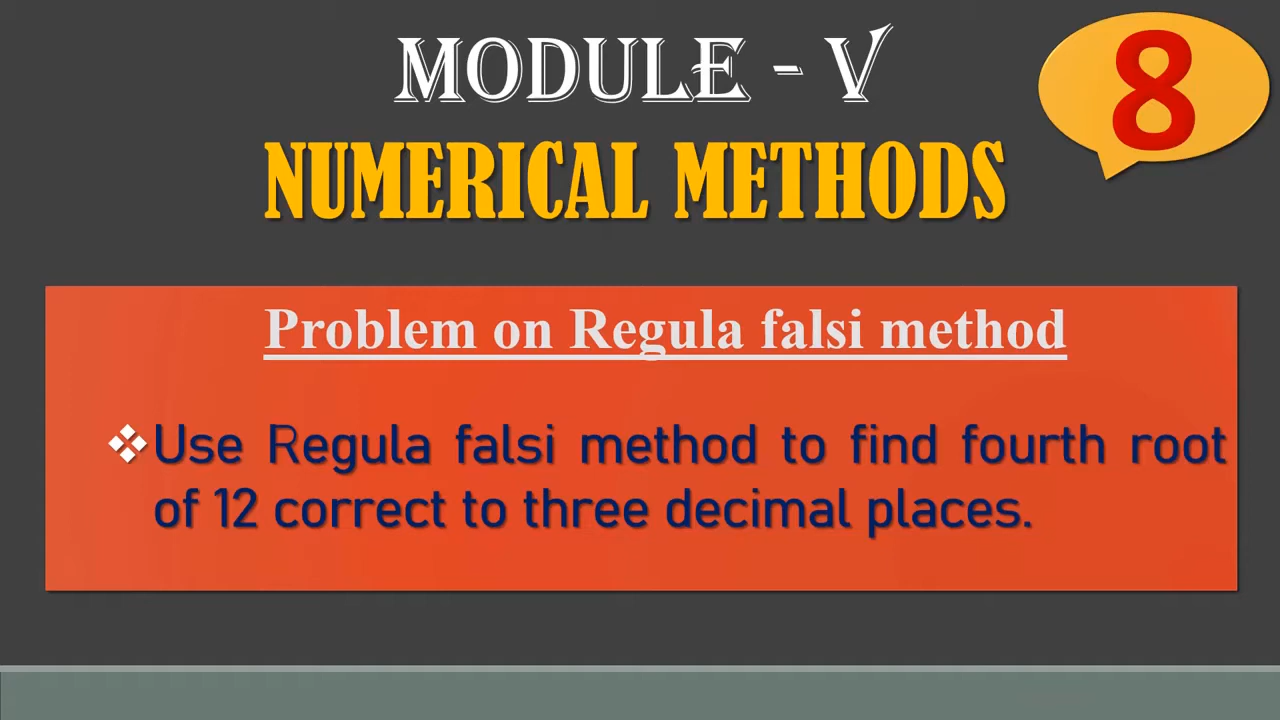 MODULE - V
8
NUMERICAL METHODS
Problem on Regula falsi method
❖Use Regula falsi method to find fourth root
of 12 correct to three decimal places.